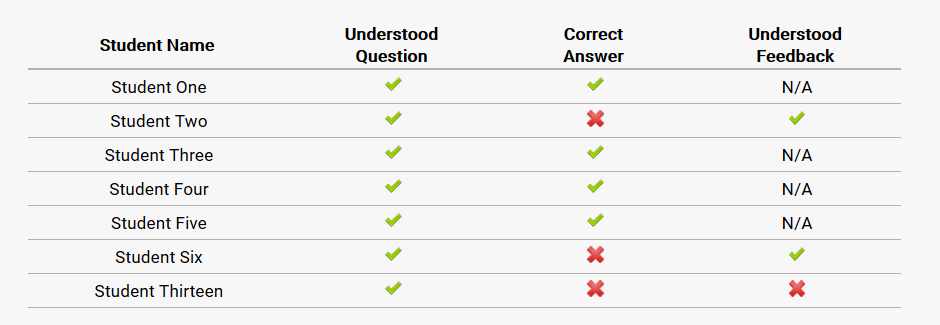 Student Name Understood Question Correct Answer Understood Feedback
Student One N/A
Student Two
Student Three N/A
Student Four N/A
Student Five N/A
Student Six
Student Thirteen